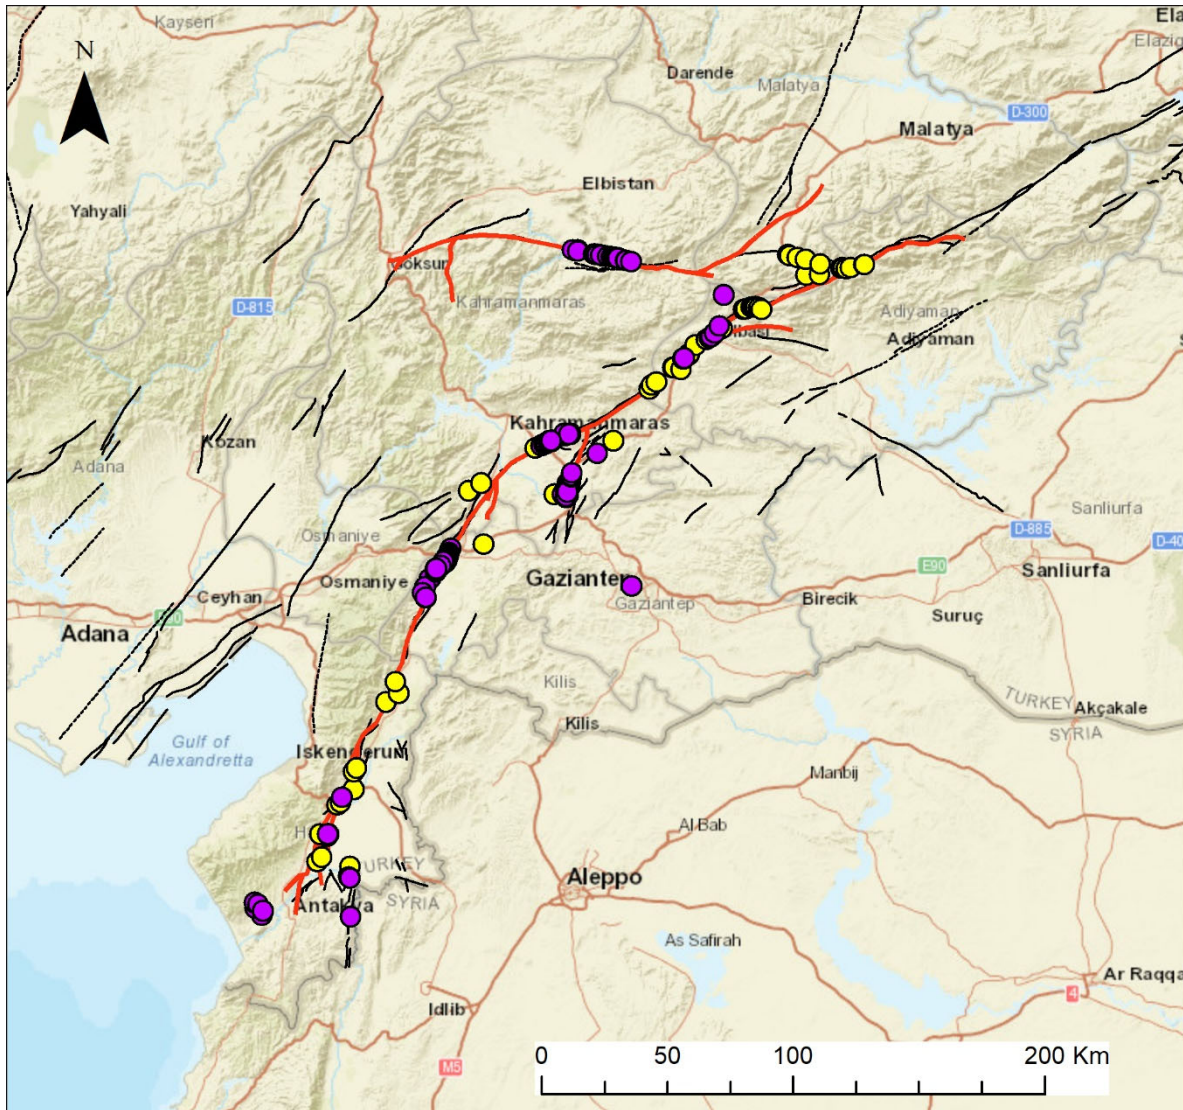 Kayseri
Ela
Elaziq
N
Darende
Malatya
D-300
Malatya
Elbistan
Yahyali
Goksun
Kahramanmaras
D-815
Adiyaman
Adiyaman
Kahramanmaras
Kozan
Adana
Sanliurfa
Osmaniye
D-885
D-40
Osmaniye
Gaziantep
E90
Sanliurfa
Ceyhan
Gaziantep
Birecik
Suruç
Adana
Kilis
TURKEY
Akçakale
Kilis
SYRIA
Gulf of
Alexandretta
Iskenderun
Manbij
Al Bab
TURKEY
Aleppo
SYRIA
Antakya
As Safirah
Ar Raqqa
4
Idlib
M5
0 50 100 200 Km